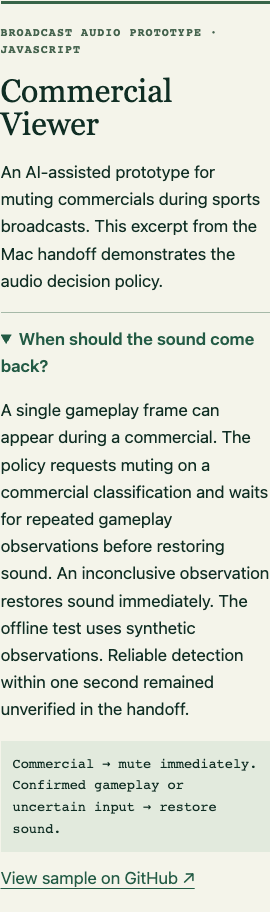 BROADCAST AUDIO PROTOTYPE ·
JAVASCRIPT
Commercial
Viewer
An AI-assisted prototype for
muting commercials during sports
broadcasts. This excerpt from the
Mac handoff demonstrates the
audio decision policy.
▼ When should the sound come
back?
A single gameplay frame can
appear during a commercial. The
policy requests muting on a
commercial classification and waits
for repeated gameplay
observations before restoring
sound. An inconclusive observation
restores sound immediately. The
offline test uses synthetic
observations. Reliable detection
within one second remained
unverified in the handoff.
Commercial → mute immediately.
Confirmed gameplay or
uncertain input → restore
sound.
View sample on GitHub ↗